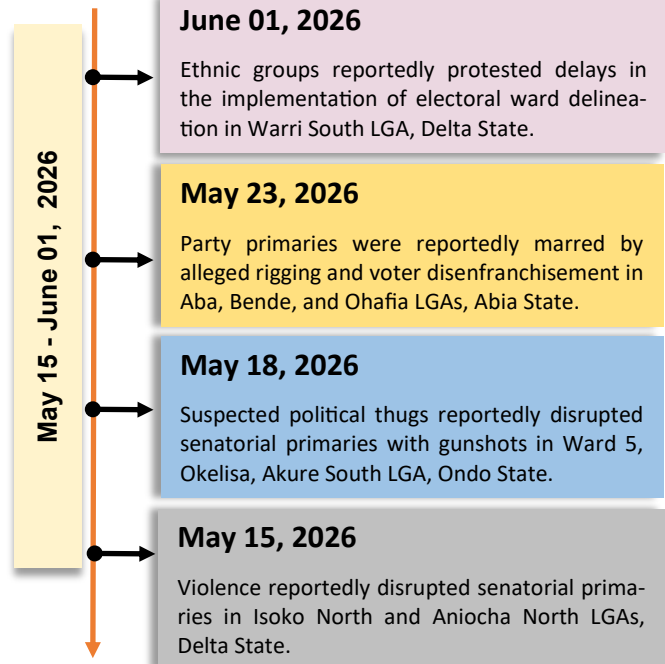 May 15 - June 01, 2026
June 01, 2026
Ethnic groups reportedly protested delays in
the implementation of electoral ward delinea-
tion in Warri South LGA, Delta State.
May 23, 2026
Party primaries were reportedly marred by
alleged rigging and voter disenfranchisement in
Aba, Bende, and Ohafia LGAs, Abia State.
May 18, 2026
Suspected political thugs reportedly disrupted
senatorial primaries with gunshots in Ward 5,
Okelisa, Akure South LGA, Ondo State.
May 15, 2026
Violence reportedly disrupted senatorial prima-
ries in Isoko North and Aniocha North LGAs,
Delta State.